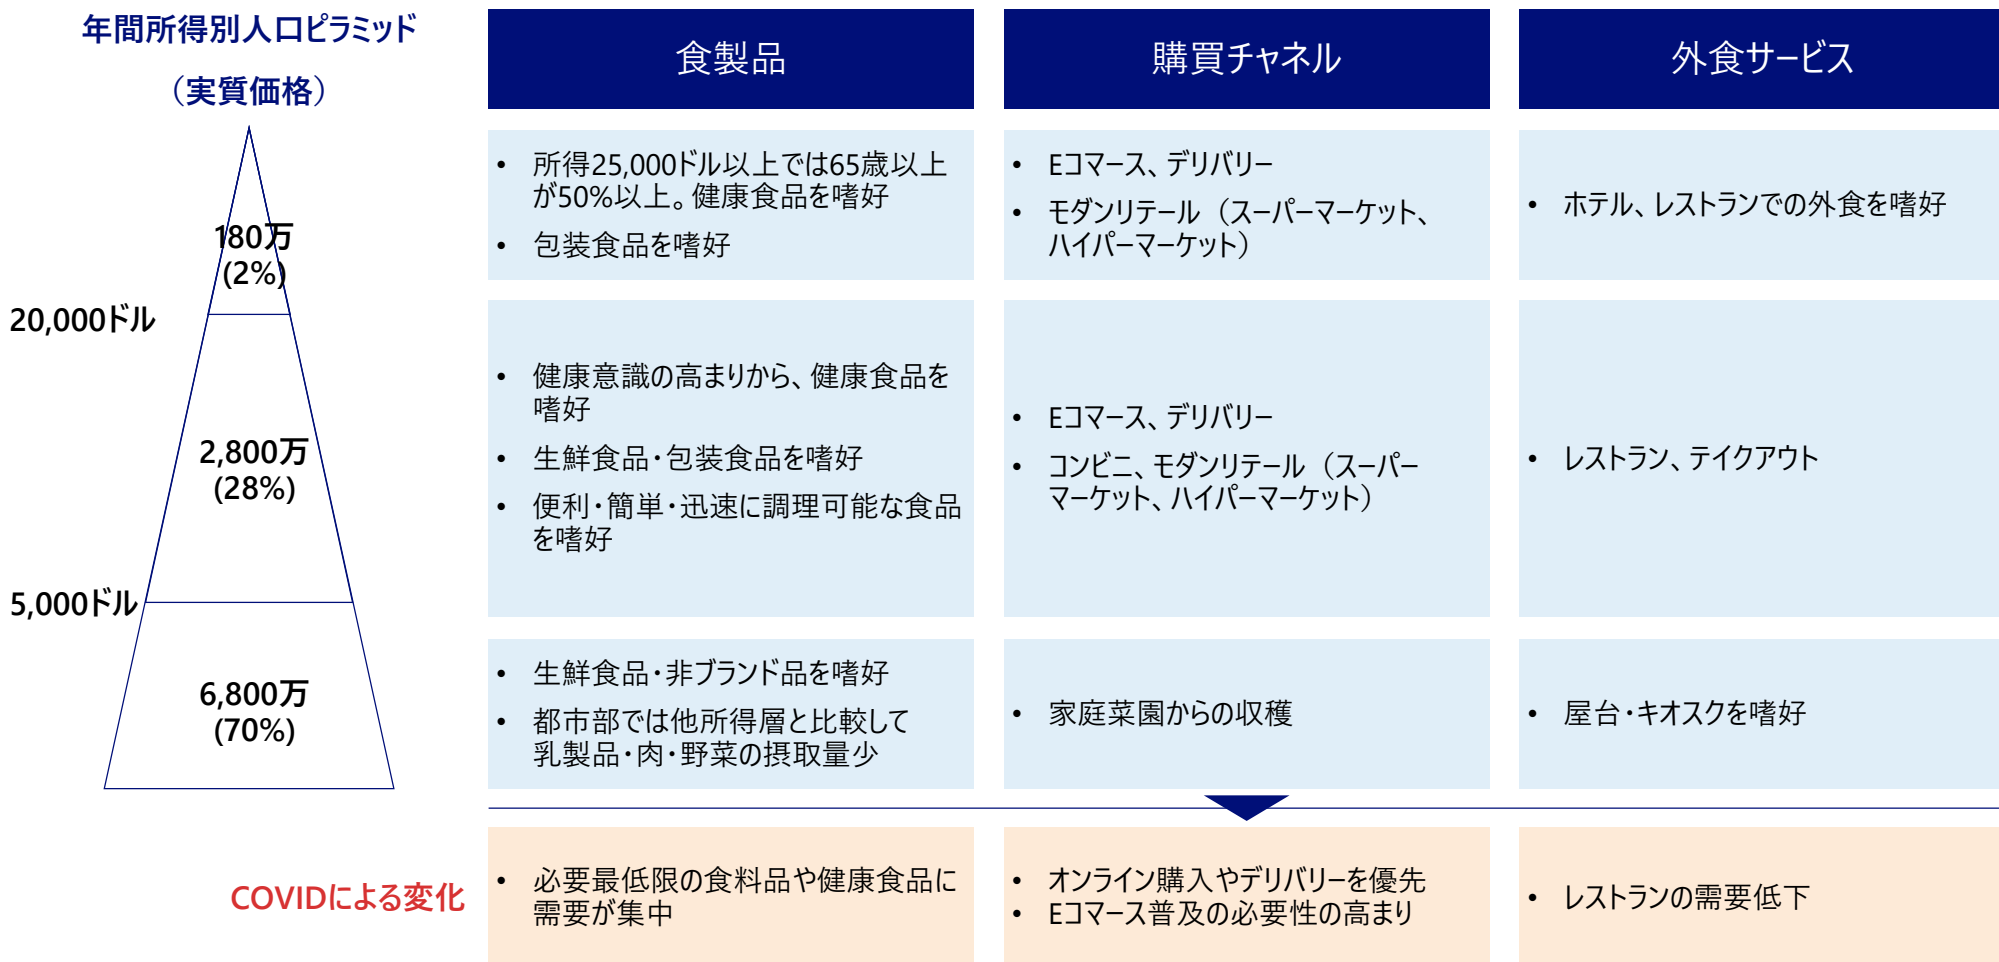 年間所得別人口ピラミッド
（実質価格）
食製品
購買チャネル
外食サービス
180万
(2%)
20,000ドル
2,800万
(28%)
5,000ドル
6,800万
(70%)
• 所得25,000ドル以上では65歳以上
が50%以上。健康食品を嗜好
• 包装食品を嗜好
• Eコマース、デリバリー
• モダンリテール（スーパーマーケット、
ハイパーマーケット）
• ホテル、レストランでの外食を嗜好
• 健康意識の高まりから、健康食品を
嗜好
• 生鮮食品・包装食品を嗜好
• 便利・簡単・迅速に調理可能な食品
を嗜好
• Eコマース、デリバリー
• コンビニ、モダンリテール（スーパー
マーケット、ハイパーマーケット）
• レストラン、テイクアウト
• 生鮮食品・非ブランド品を嗜好
• 都市部では他所得層と比較して
乳製品・肉・野菜の摂取量少
• 家庭菜園からの収穫
• 屋台・キオスクを嗜好
COVIDによる変化
• 必要最低限の食料品や健康食品に
需要が集中
• オンライン購入やデリバリーを優先
• Eコマース普及の必要性の高まり
• レストランの需要低下